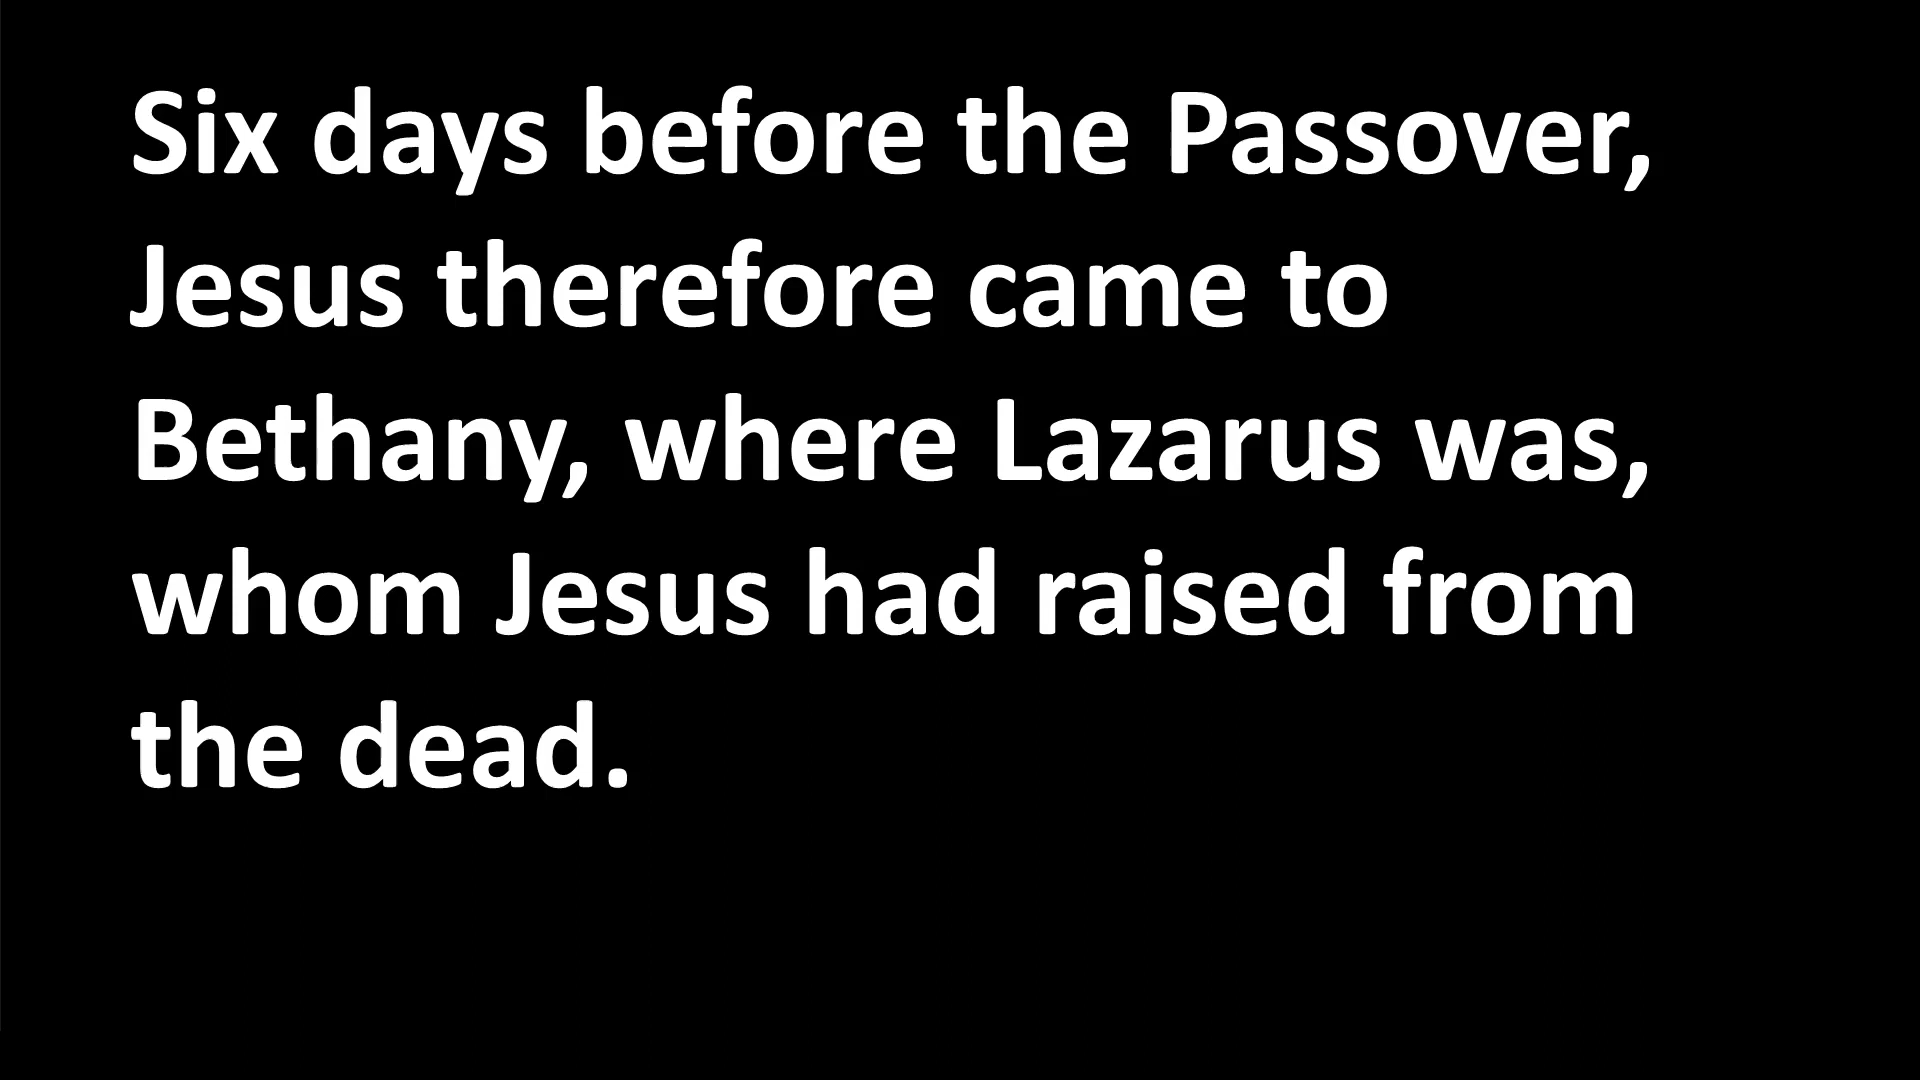 Six days before the Passover,
Jesus therefore came to
Bethany, where Lazarus was,
whom Jesus had raised from
the dead.